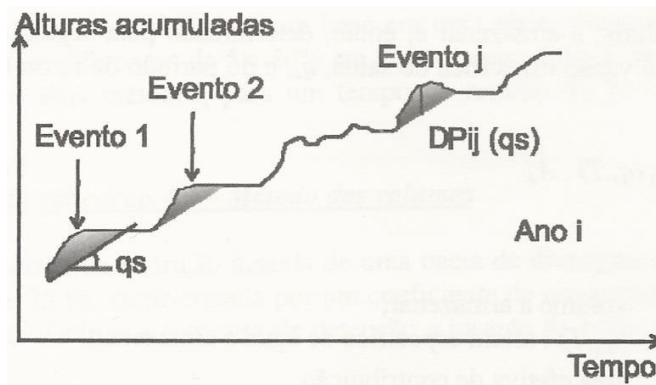 Alturas acumuladas
Evento j
Evento 2
Evento 1
DPij (qs)
Ano i
qs
Tempo